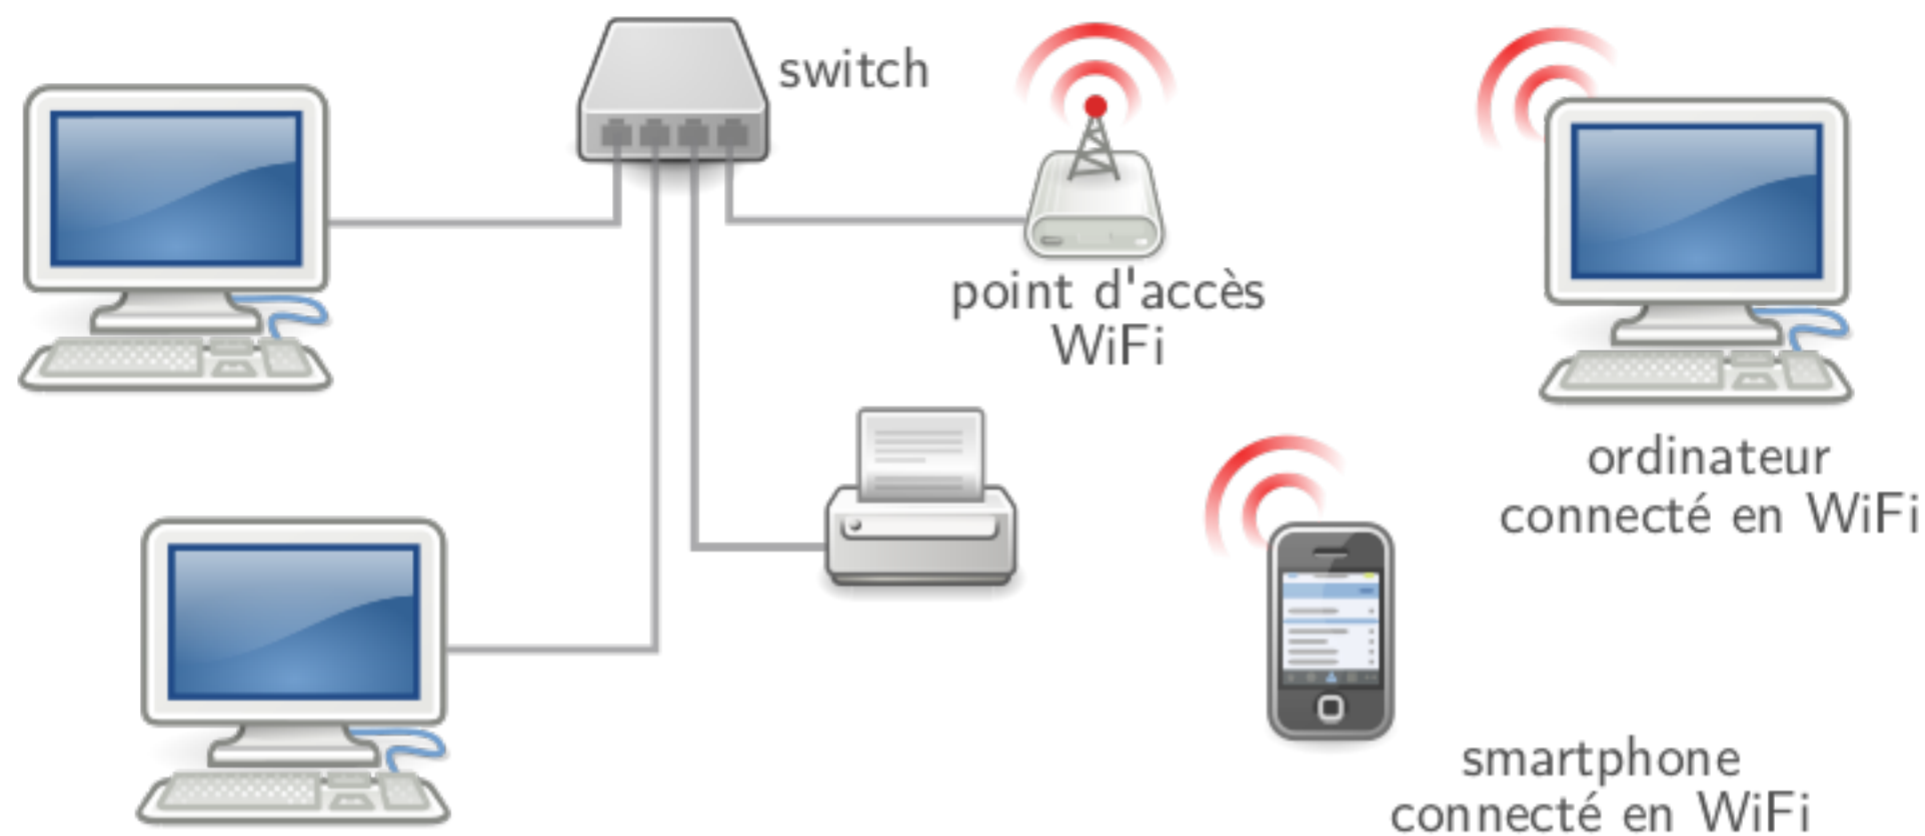 switch
point d'accès
WiFi
ordinateur
connecté en WiFi
smartphone
connecté en WiFi